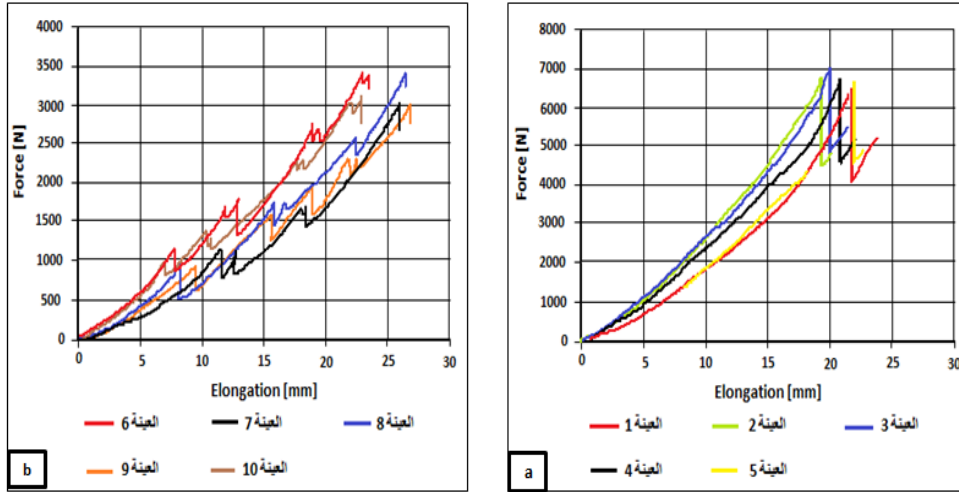 4000
3500
3000
2500
2000
1500
1000
500
0
Force [N]
0 5 10 15 20 25 30
Elongation [mm]
العينة 6 العينة 7 العينة 8
العينة 9 العينة 10
b
8000
7000
6000
5000
4000
3000
2000
1000
0
Force [N]
0 5 10 15 20 25 30
Elongation [mm]
العينة 1 العينة 2 العينة 3
العينة 4 العينة 5
a